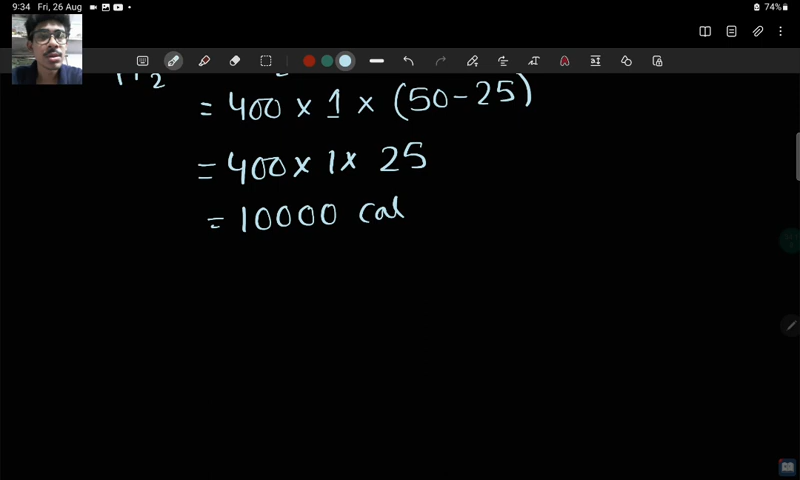 9:34 Fri, 26 Aug 74%
= 400 × 1 × (50-25)
= 400 × 1 × 25
= 10000 cal